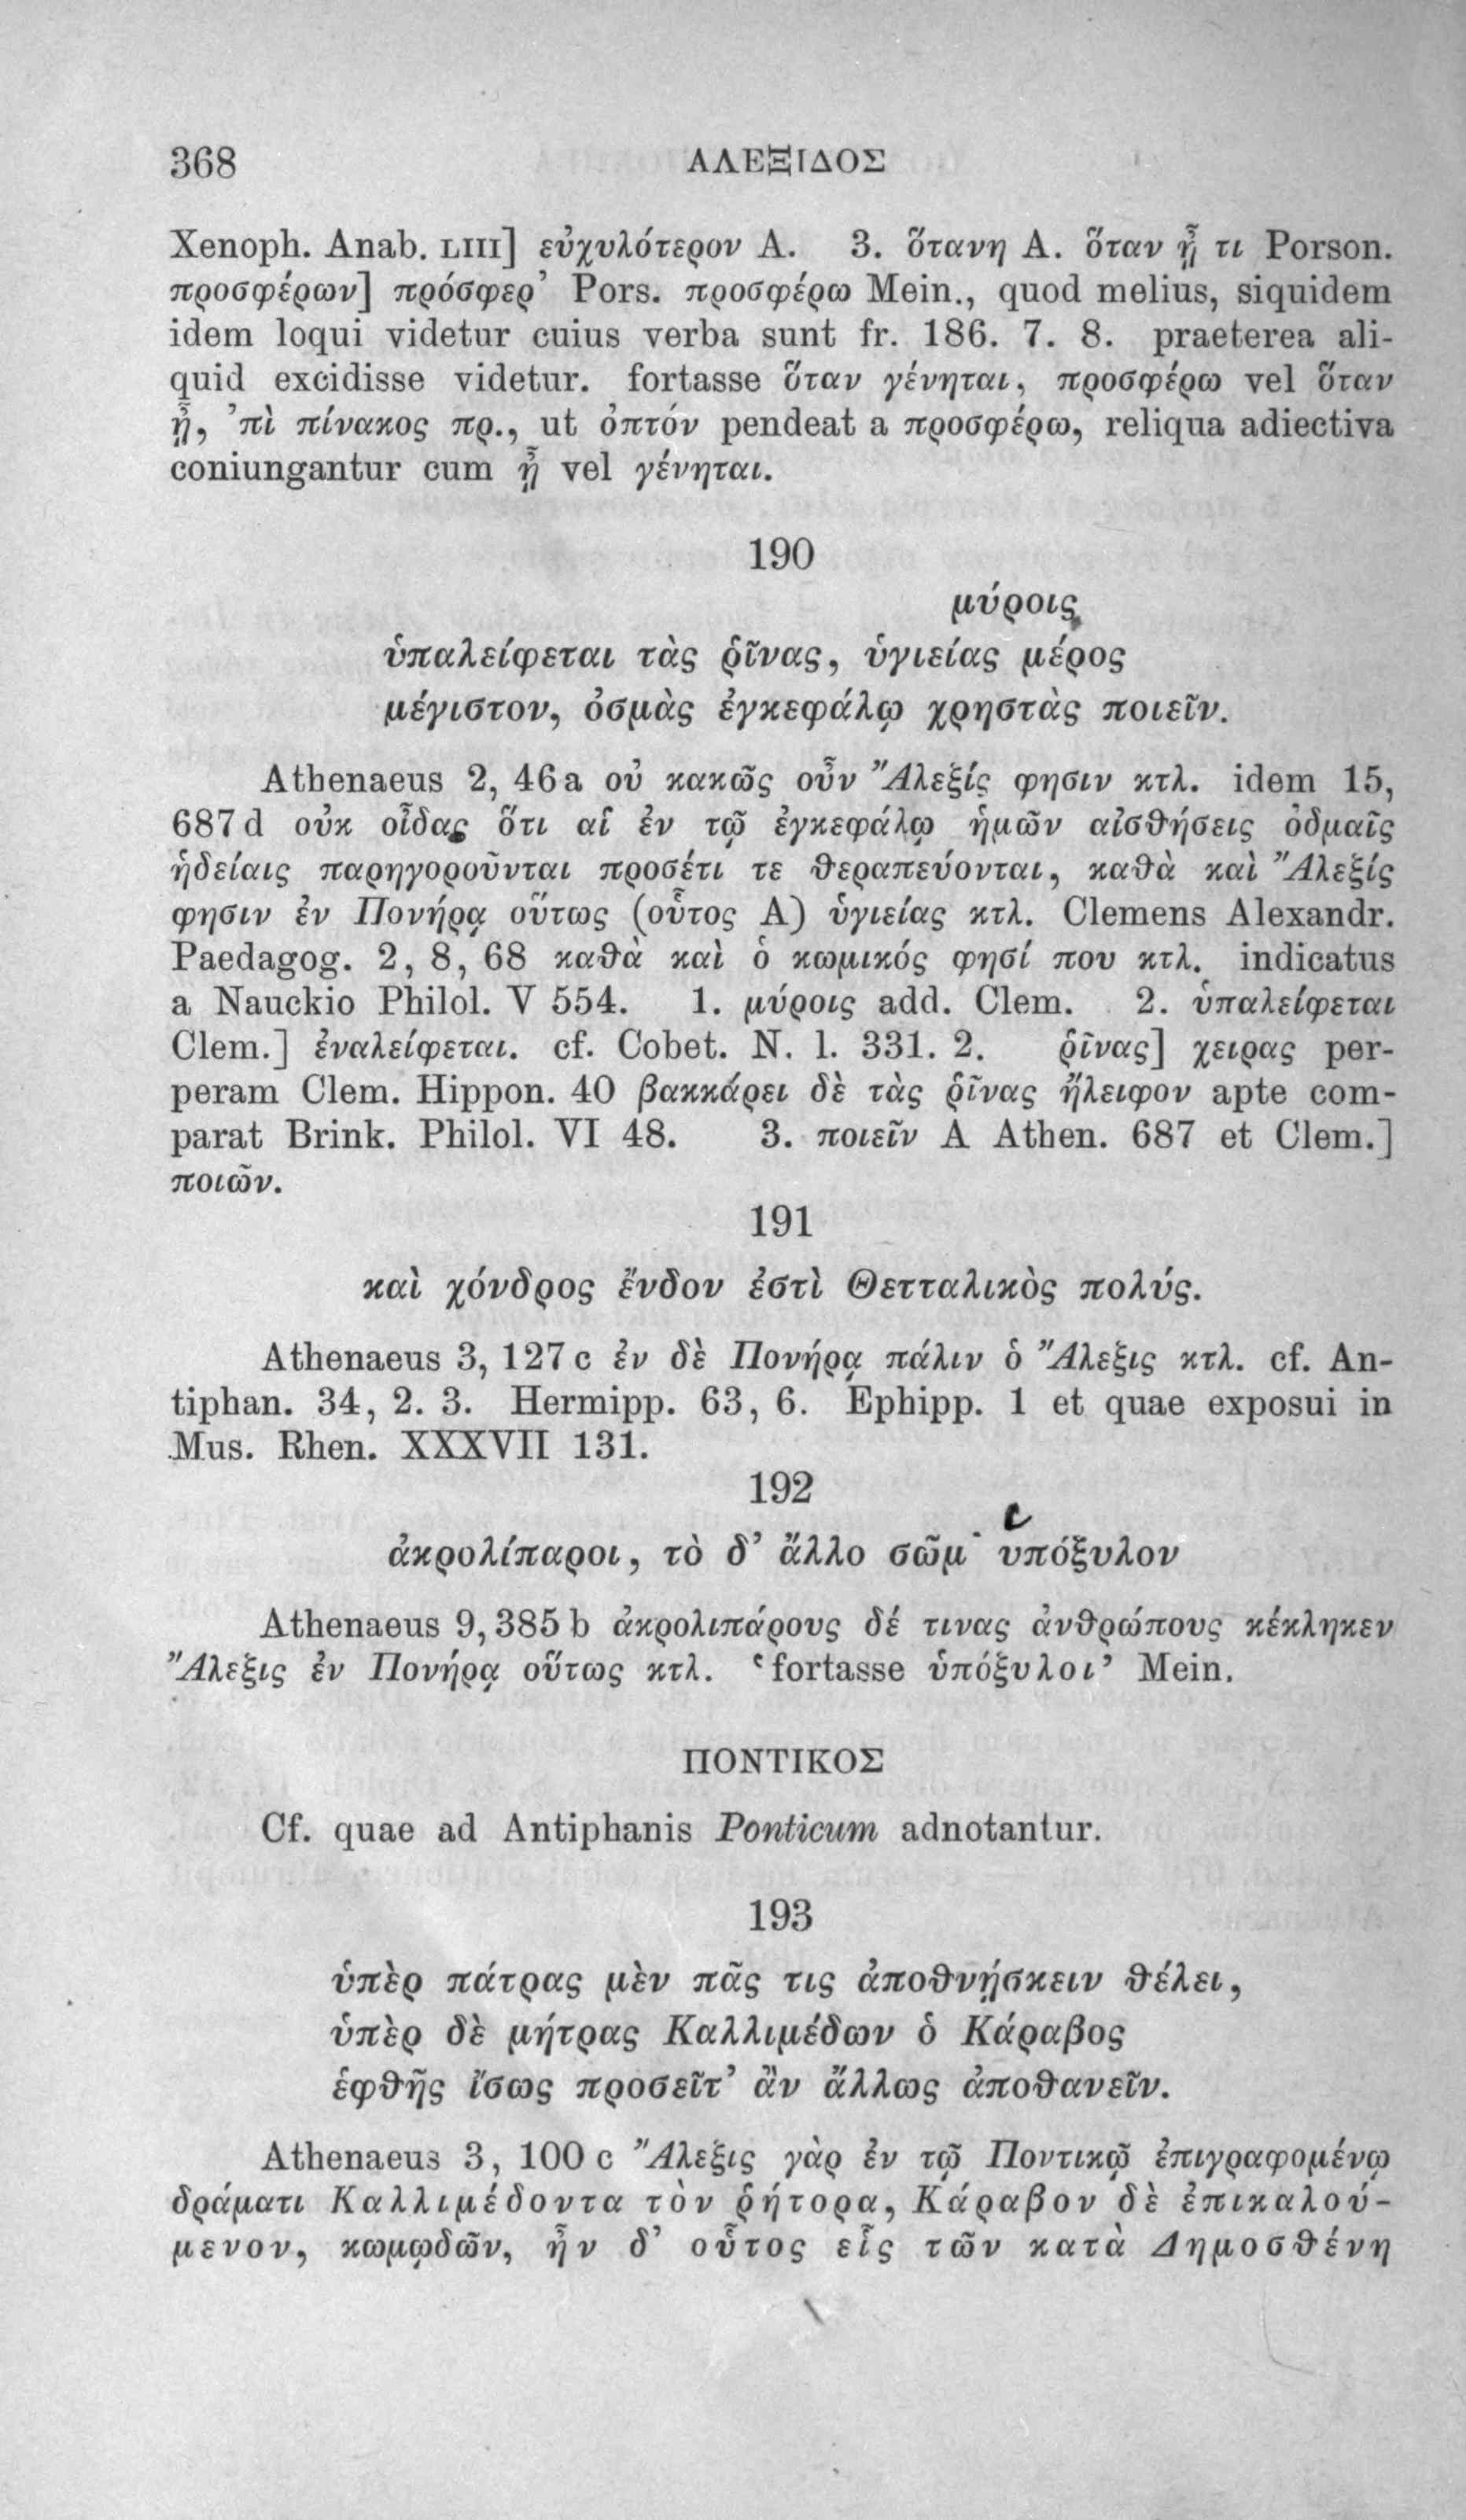 368
ΑΛΕΞΙΔΟΣ
Xenoph. Anab. LIII] εὐχυλότερον A. 3. ὅτανη A. ὅταν ᾖ τι Porson.
προσφέρων] πρόσφερ’ Pors. προσφέρω Mein., quod melius, siquidem
idem loqui videtur cuius verba sunt fr. 186. 7. 8. praeterea ali-
quid excidisse videtur. fortasse ὅταν γένηται, προσφέρω vel ὅταν
ᾖ, ’πὶ πίνακος πρ., ut ὀπτόν pendeat a προσφέρω, reliqua adiectiva
coniungantur cum ᾖ vel γένηται.
190
μύροις
ὑπαλείφεται τὰς ῥῖνας, ὑγιείας μέρος
μέγιστον, ὀσμὰς ἐγκεφάλῳ χρηστὰς ποιεῖν.
Athenaeus 2, 46a οὐ κακῶς οὖν Ἄλεξίς φησιν κτλ. idem 15,
687d οὐκ οἶδας ὅτι αἱ ἐν τῷ ἐγκεφάλῳ ἡμῶν αἰσθήσεις ὀδμαῖς
ἡδείαις παρηγοροῦνται προσέτι τε θεραπεύονται, καθὰ καὶ Ἄλεξίς
φησιν ἐν Πονήρᾳ οὕτως (οὗτος A) ὑγιείας κτλ. Clemens Alexandr.
Paedagog. 2, 8, 68 καθὰ καὶ ὁ κωμικός φησί που κτλ. indicatus
a Nauckio Philol. V 554. 1. μύροις add. Clem. 2. ὑπαλείφεται
Clem.] ἐναλείφεται. cf. Cobet. N. l. 331. 2. ῥῖνας] χειρας per-
peram Clem. Hippon. 40 βακκάρει δὲ τὰς ῥῖνας ἤλειφον apte com-
parat Brink. Philol. VI 48. 3. ποιεῖν A Athen. 687 et Clem.]
ποιῶν.
191
καὶ χόνδρος ἔνδον ἐστὶ Θετταλικὸς πολύς.
Athenaeus 3, 127c ἐν δὲ Πονήρᾳ πάλιν ὁ Ἄλεξις κτλ. cf. An-
tiphan. 34, 2. 3. Hermipp. 63, 6. Ephipp. 1 et quae exposui in
Mus. Rhen. XXXVII 131.
192
ἀκρολίπαροι, τὸ δ’ ἄλλο σῶμ’ ὑπόξυλον
Athenaeus 9, 385b ἀκρολιπάρους δέ τινας ἀνθρώπους κέκληκεν
Ἄλεξις ἐν Πονήρᾳ οὕτως κτλ. ‘fortasse ὑπόξυλοι’ Mein.
ΠΟΝΤΙΚΟΣ
Cf. quae ad Antiphanis Ponticum adnotantur.
193
ὑπὲρ πάτρας μὲν πᾶς τις ἀποθνῄσκειν θέλει,
ὑπὲρ δὲ μήτρας Καλλιμέδων ὁ Κάραβος
ἑφθῆς ἴσως προσεῖτ’ ἂν ἄλλως ἀποθανεῖν.
Athenaeus 3, 100c Ἄλεξις γὰρ ἐν τῷ Ποντικῷ ἐπιγραφομένῳ
δράματι Καλλιμέδοντα τὸν ῥήτορα, Κάραβον δὲ ἐπικαλού-
μενον, κωμῳδῶν, ἦν δ’ οὗτος εἷς τῶν κατὰ Δημοσθένη